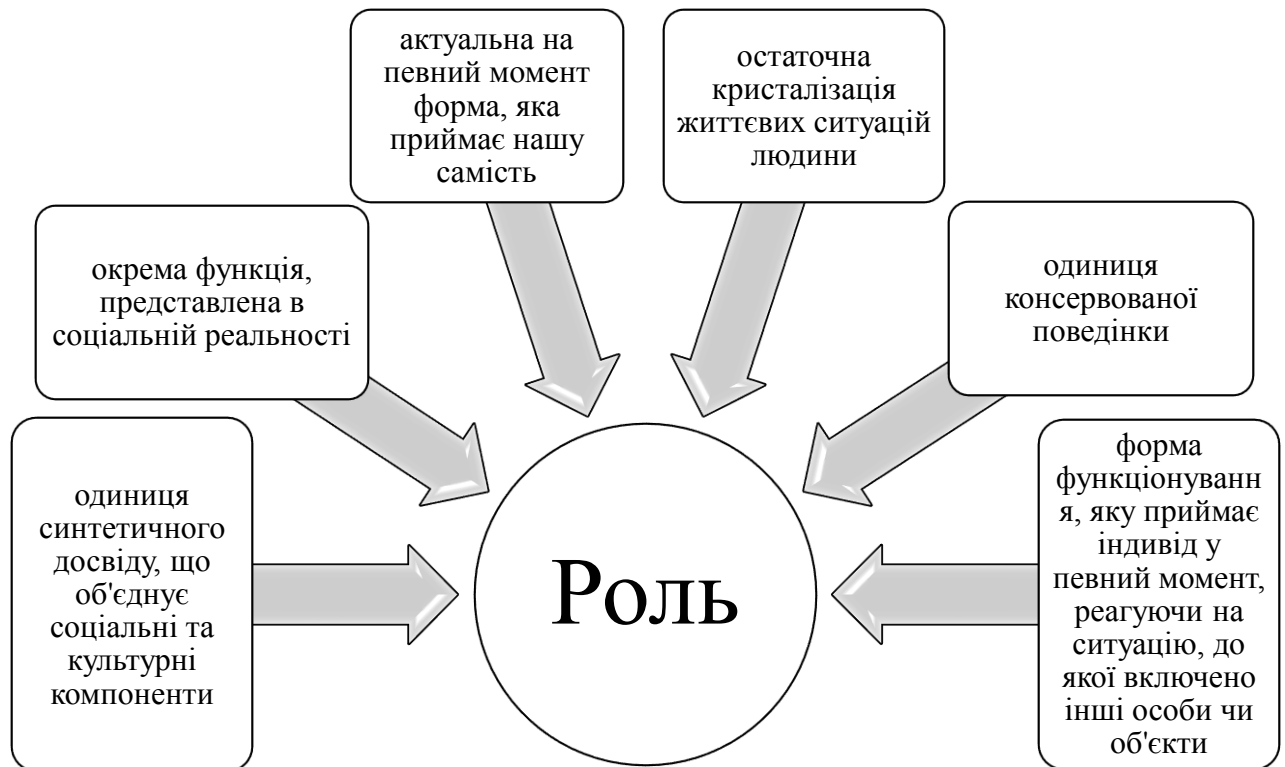 актуальна на
певний момент
форма, яка
приймає нашу
самість
остаточна
кристалізація
життєвих ситуацій
людини
окрема функція,
представлена в
соціальній реальності
одиниця
консервованої
поведінки
одиниця
синтетичного
досвіду, що
об'єднує
соціальні та
культурні
компоненти
Роль
форма
функціонуванн
я, яку приймає
індивід у
певний момент,
реагуючи на
ситуацію, до
якої включено
інші особи чи
об'єкти